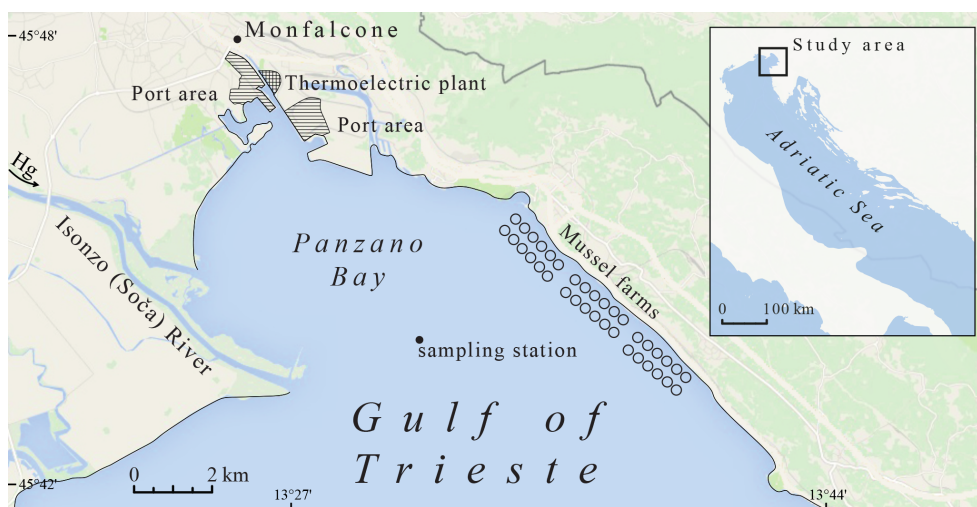 45°48'
Monfalcone
Port area
Thermoelectric plant
Port area
Hg
Isonzo (Soča) River
Panzano
Bay
Mussel farms
sampling station
Gulf of
Trieste
0 2 km
45°42'
13°27'
13°44'
Study area
Adriatic Sea
0 100 km